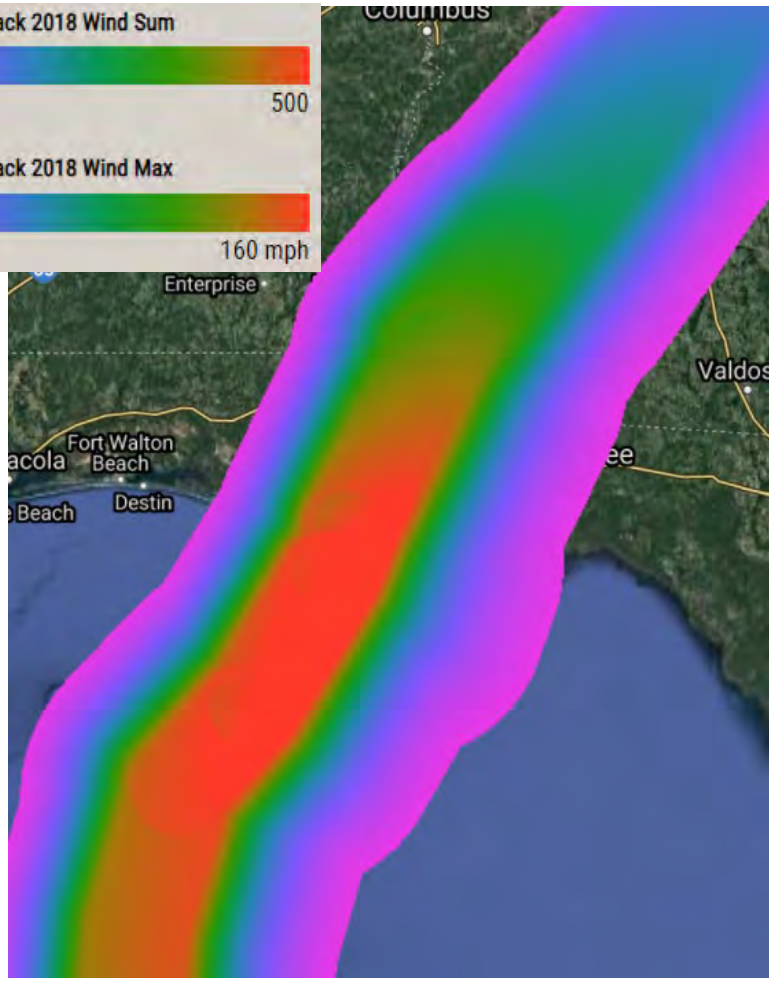 ack 2018 Wind Sum
500
ack 2018 Wind Max
160 mph
Columbus
Enterprise
Valdos
Fort Walton
Beach
acola
ee
e Beach
Destin